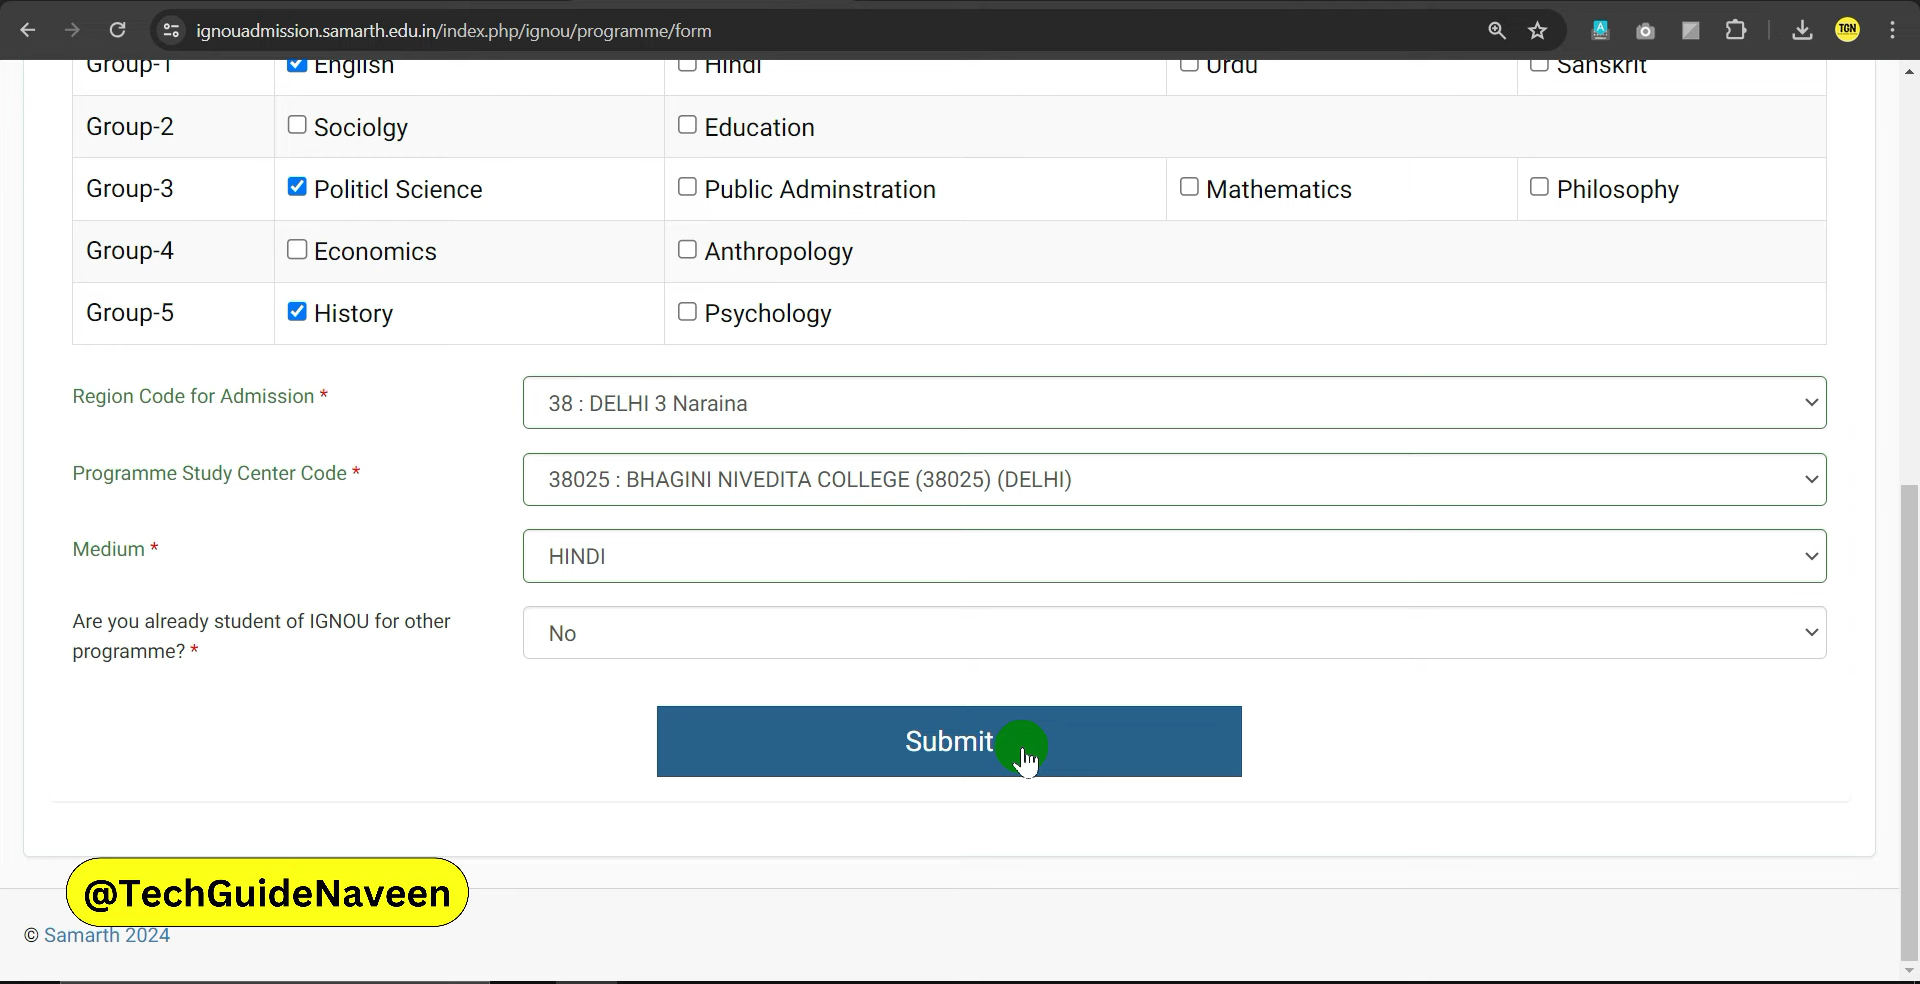 ignouadmission.samarth.edu.in/index.php/ignou/programme/form
TGN
Group-1 English Hindi Urdu Sanskrit
Group-2 Sociolgy Education
Group-3 Politicl Science Public Adminstration Mathematics Philosophy
Group-4 Economics Anthropology
Group-5 History Psychology
Region Code for Admission * 38 : DELHI 3 Naraina
Programme Study Center Code * 38025 : BHAGINI NIVEDITA COLLEGE (38025) (DELHI)
Medium * HINDI
Are you already student of IGNOU for other
programme? * No
Submit
@TechGuideNaveen
© Samarth 2024